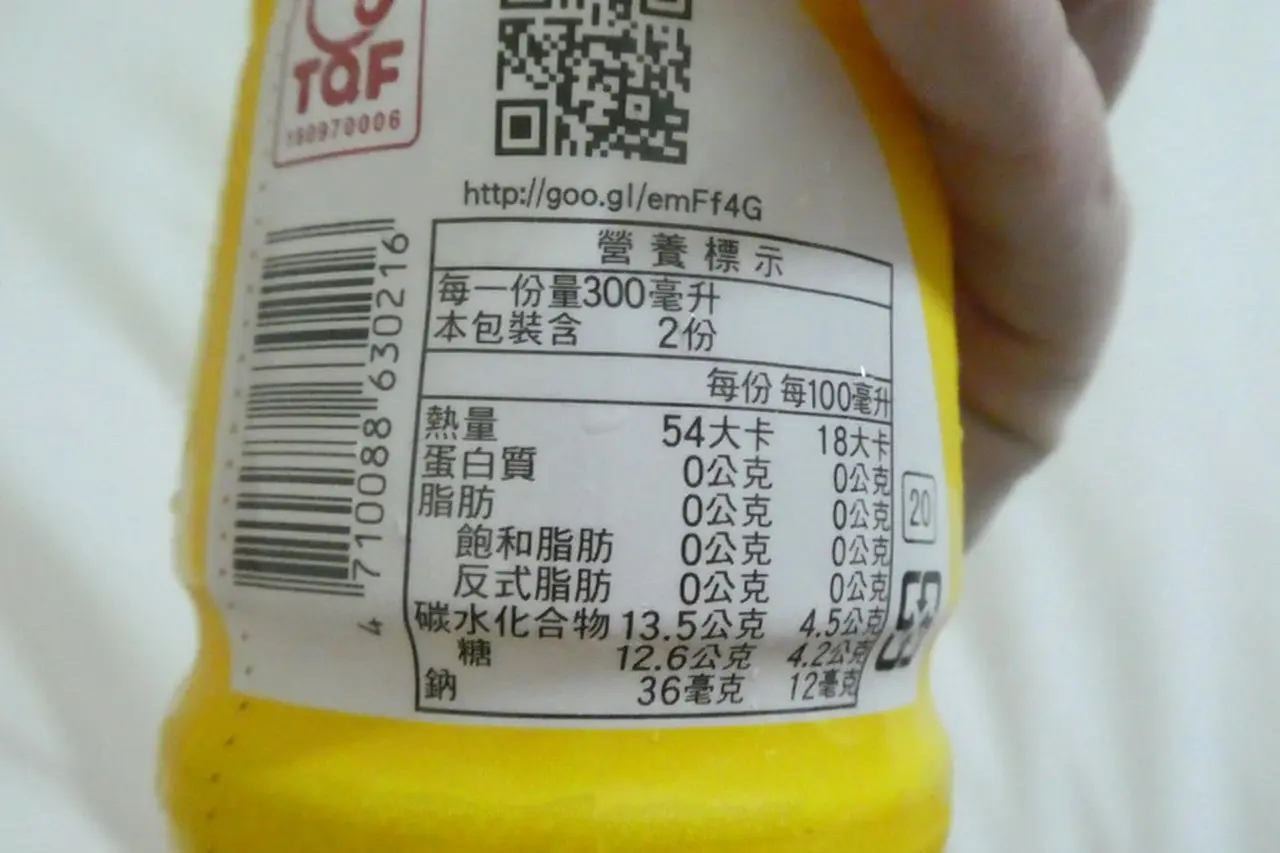 TQF
190970006
http://goo.gl/emFf4G
4 710088 630216
營養標示
每一份量300毫升
本包裝含 2份
每份 每100毫升
熱量 54大卡 18大卡
蛋白質 0公克 0公克
脂肪 0公克 0公克
飽和脂肪 0公克 0公克
反式脂肪 0公克 0公克
碳水化合物 13.5公克 4.5公克
糖 12.6公克 4.2公克
鈉 36毫克 12毫克
20